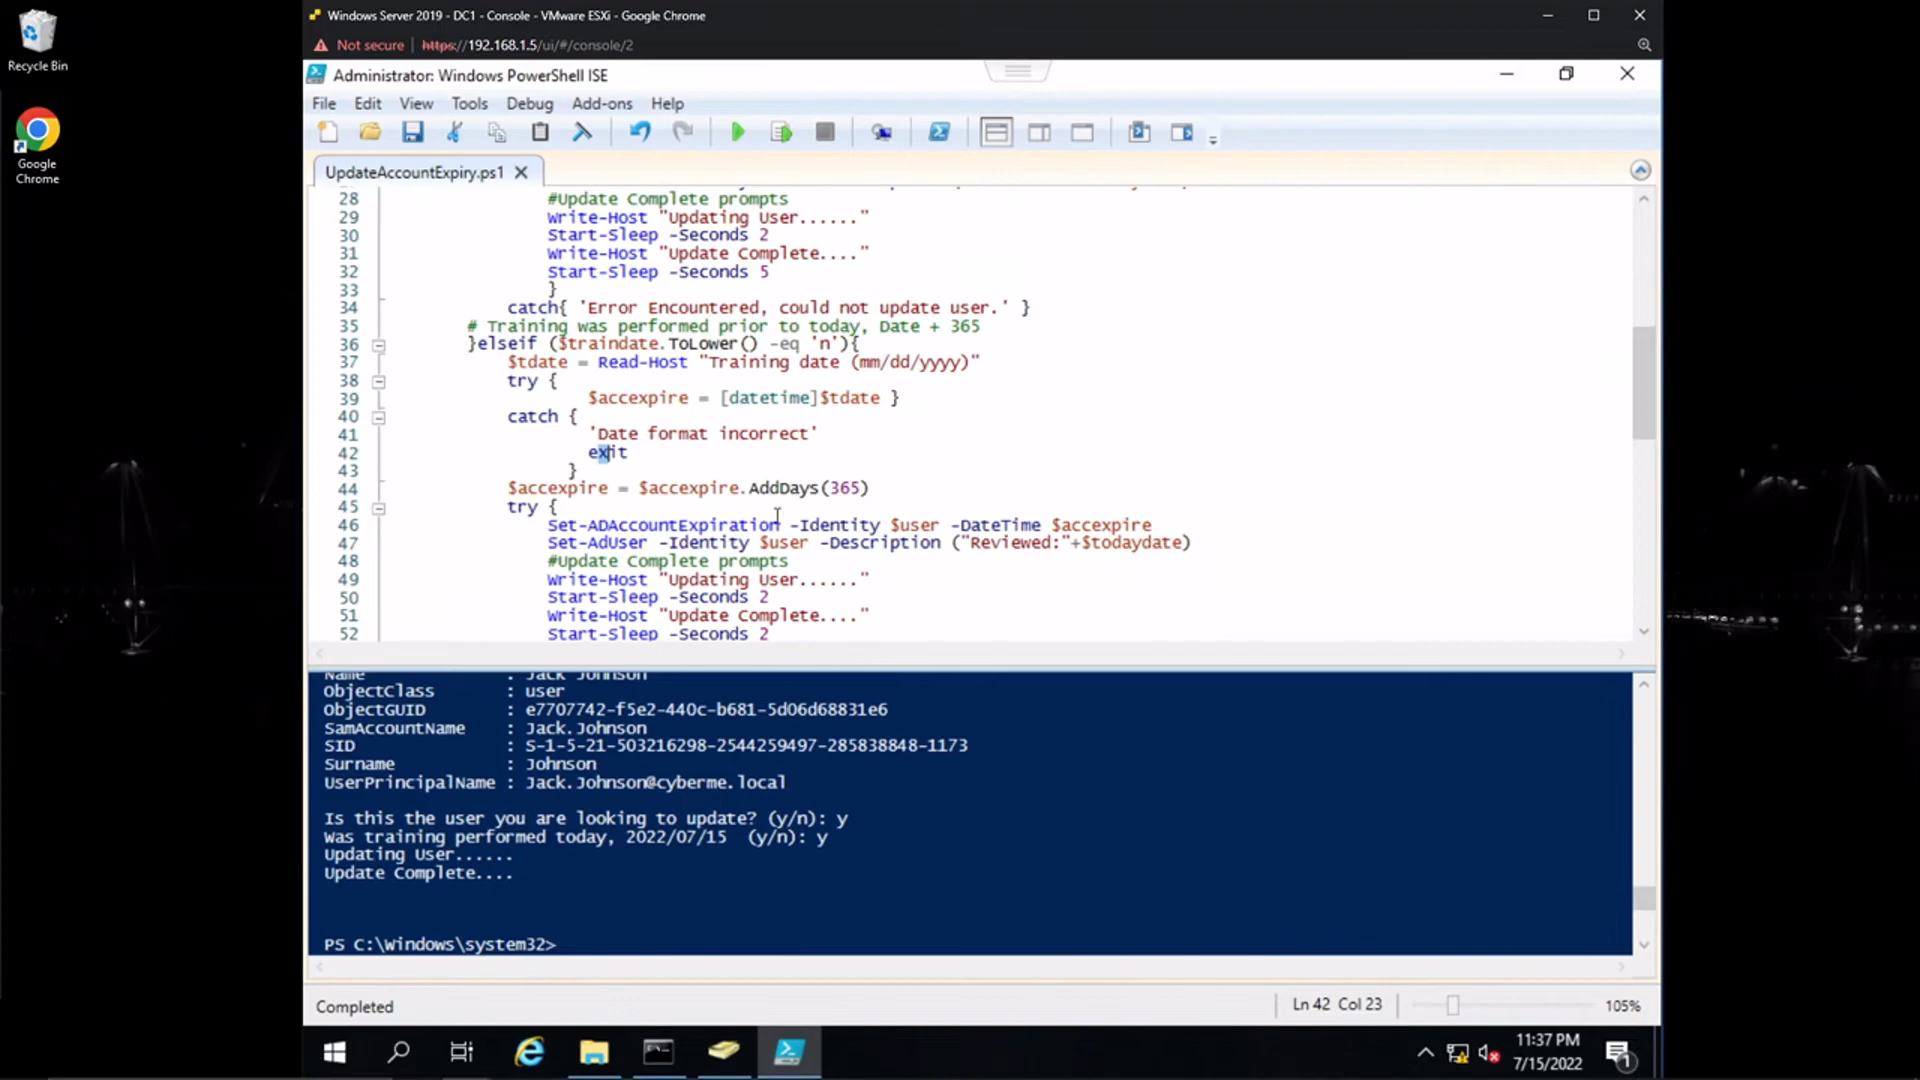 Recycle Bin
Google
Chrome
Windows Server 2019 - DC1 - Console - VMware ESXi - Google Chrome
Not secure | https://192.168.1.5/ui/#/console/2
Administrator: Windows PowerShell ISE
File Edit View Tools Debug Add-ons Help
UpdateAccountExpiry.ps1
28 #Update Complete prompts
29 Write-Host "Updating User......"
30 Start-Sleep -Seconds 2
31 Write-Host "Update Complete...."
32 Start-Sleep -Seconds 5
33 }
34 catch{ 'Error Encountered, could not update user.' }
35 # Training was performed prior to today, Date + 365
36 }elseif ($traindate.ToLower() -eq 'n'){
37 $tdate = Read-Host "Training date (mm/dd/yyyy)"
38 try {
39 $accexpire = [datetime]$tdate }
40 catch {
41 'Date format incorrect'
42 exit
43 }
44 $accexpire = $accexpire.AddDays(365)
45 try {
46 Set-ADAccountExpiration -Identity $user -DateTime $accexpire
47 Set-AdUser -Identity $user -Description ("Reviewed:"+$todaydate)
48 #Update Complete prompts
49 Write-Host "Updating User......"
50 Start-Sleep -Seconds 2
51 Write-Host "Update Complete...."
52 Start-Sleep -Seconds 2
Name : Jack Johnson
ObjectClass : user
ObjectGUID : e7707742-f5e2-440c-b681-5d06d68831e6
SamAccountName : Jack.Johnson
SID : S-1-5-21-503216298-2544259497-285838848-1173
Surname : Johnson
UserPrincipalName : Jack.Johnson@cyberme.local
Is this the user you are looking to update? (y/n): y
Was training performed today, 2022/07/15 (y/n): y
Updating User......
Update Complete....
PS C:\Windows\system32>
Completed
Ln 42 Col 23
105%
11:37 PM
7/15/2022
1